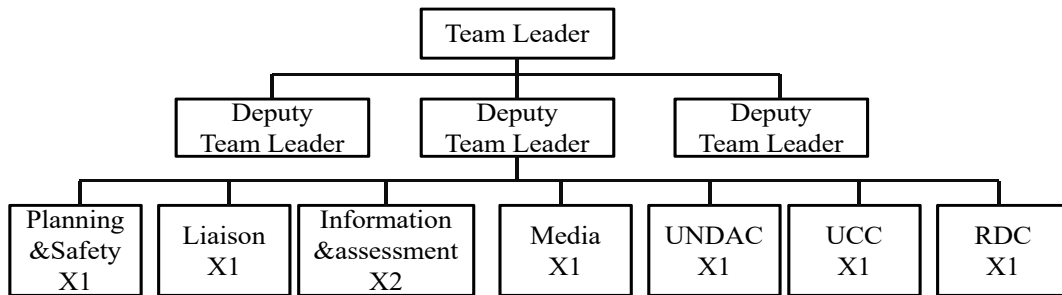 Team Leader
Deputy
Team Leader
Deputy
Team Leader
Deputy
Team Leader
Planning
&Safety
X1
Liaison
X1
Information
&assessment
X2
Media
X1
UNDAC
X1
UCC
X1
RDC
X1